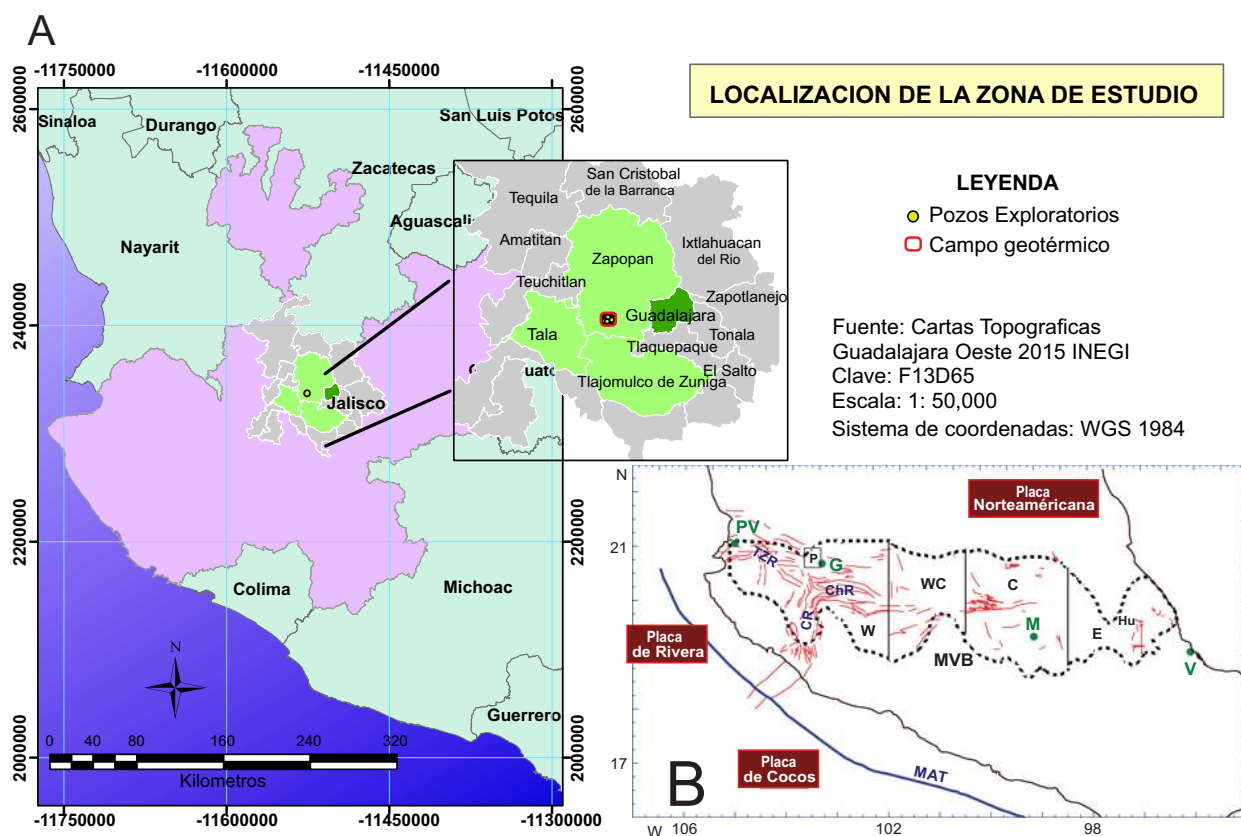 A
-11750000
-11600000
-11450000
-11300000
2600000
2400000
2200000
2000000
2600000
2400000
2200000
2000000
-11750000
-11600000
-11450000
-11300000
Sinaloa
Durango
San Luis Potos
Zacatecas
Aguascali
Nayarit
Jalisco
G
uato
Colima
Michoac
Guerrero
N
0
40
80
160
240
320
Kilometros
San Cristobal
de la Barranca
Tequila
Amatitan
Ixtlahuacan
del Rio
Zapopan
Teuchitlan
Zapotlanejo
Guadalajara
Tonala
Tala
Tlaquepaque
El Salto
Tlajomulco de Zuniga
LOCALIZACION DE LA ZONA DE ESTUDIO
LEYENDA
Pozos Exploratorios
Campo geotérmico
Fuente: Cartas Topograficas
Guadalajara Oeste 2015 INEGI
Clave: F13D65
Escala: 1: 50,000
Sistema de coordenadas: WGS 1984
N
Placa
Norteaméricana
PV
21
TZR
P
G
WC
C
ChR
CR
W
M
E
Hu
Placa
de Rivera
MVB
V
17
Placa
de Cocos
MAT
B
W
106
102
98